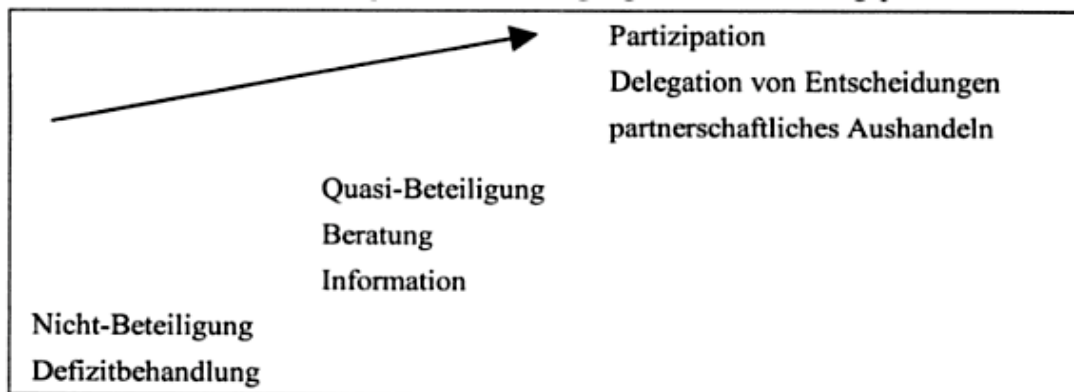 Partizipation
Delegation von Entscheidungen
partnerschaftliches Aushandeln
Quasi-Beteiligung
Beratung
Information
Nicht-Beteiligung
Defizitbehandlung